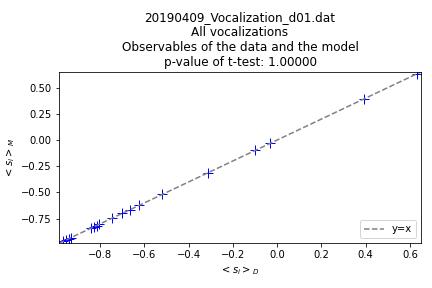 20190409_Vocalization_d01.dat
All vocalizations
Observables of the data and the model
p-value of t-test: 1.00000
0.50
0.25
0.00
−0.25
−0.50
−0.75
< s_i >_M
y=x
−0.8 −0.6 −0.4 −0.2 0.0 0.2 0.4 0.6
< s_i >_D